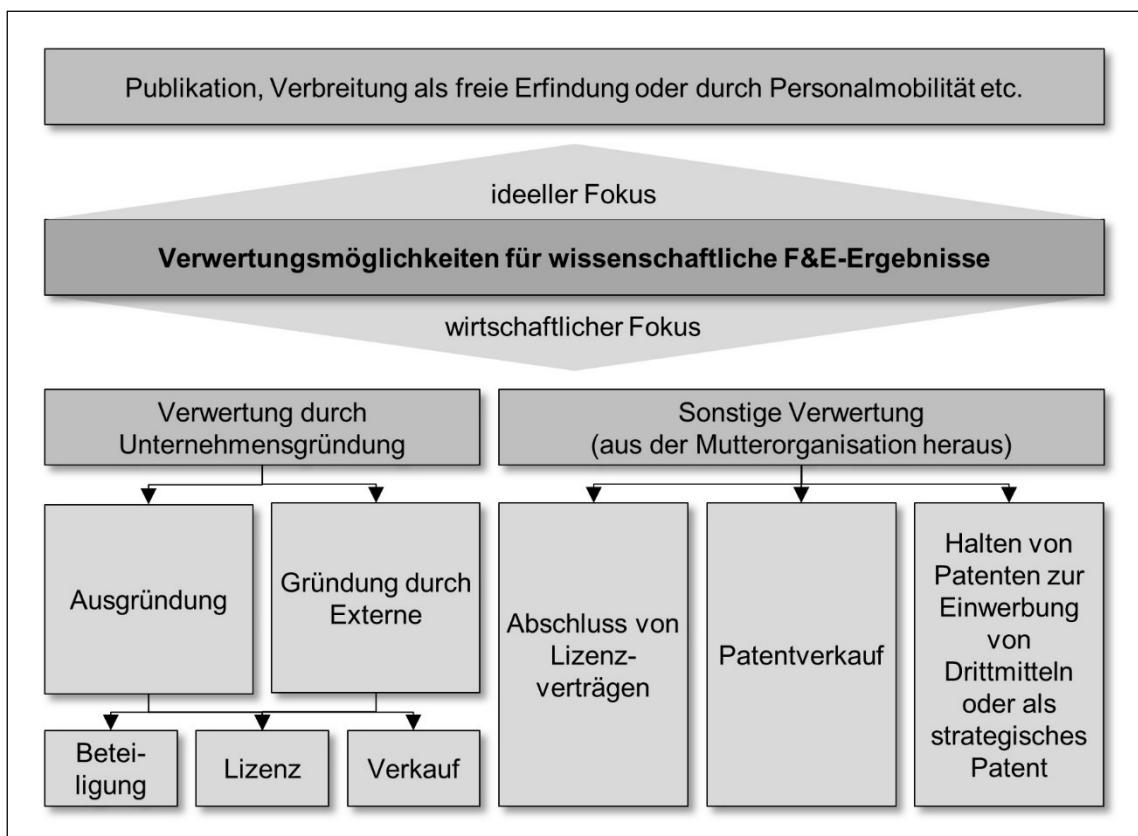 Publikation, Verbreitung als freie Erfindung oder durch Personalmobilität etc.
ideeller Fokus
Verwertungsmöglichkeiten für wissenschaftliche F&E-Ergebnisse
wirtschaftlicher Fokus
Verwertung durch
Unternehmensgründung
Sonstige Verwertung
(aus der Mutterorganisation heraus)
Ausgründung
Gründung durch
Externe
Abschluss von
Lizenz-
verträgen
Patentverkauf
Halten von
Patenten zur
Einwerbung
von
Drittmitteln
oder als
strategisches
Patent
Betei-
ligung
Lizenz
Verkauf